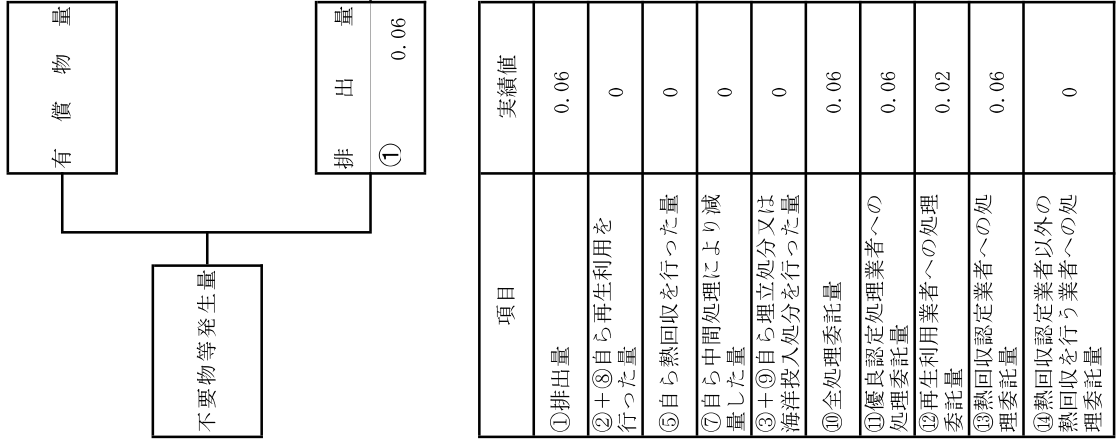 有償物量
不要物等発生量
排出量
① 0.06
項目 実績値
①排出量 0.06
②+⑧自ら再生利用を
行った量 0
⑤自ら熱回収を行った量 0
⑦自ら中間処理により減
量した量 0
③+⑨自ら埋立処分又は
海洋投入処分を行った量 0
⑩全処理委託量 0.06
⑪優良認定処理業者への
処理委託量 0.06
⑫再生利用業者への処理
委託量 0.02
⑬熱回収認定業者への処
理委託量 0.06
⑭熱回収認定業者以外の
熱回収を行う業者への処
理委託量 0